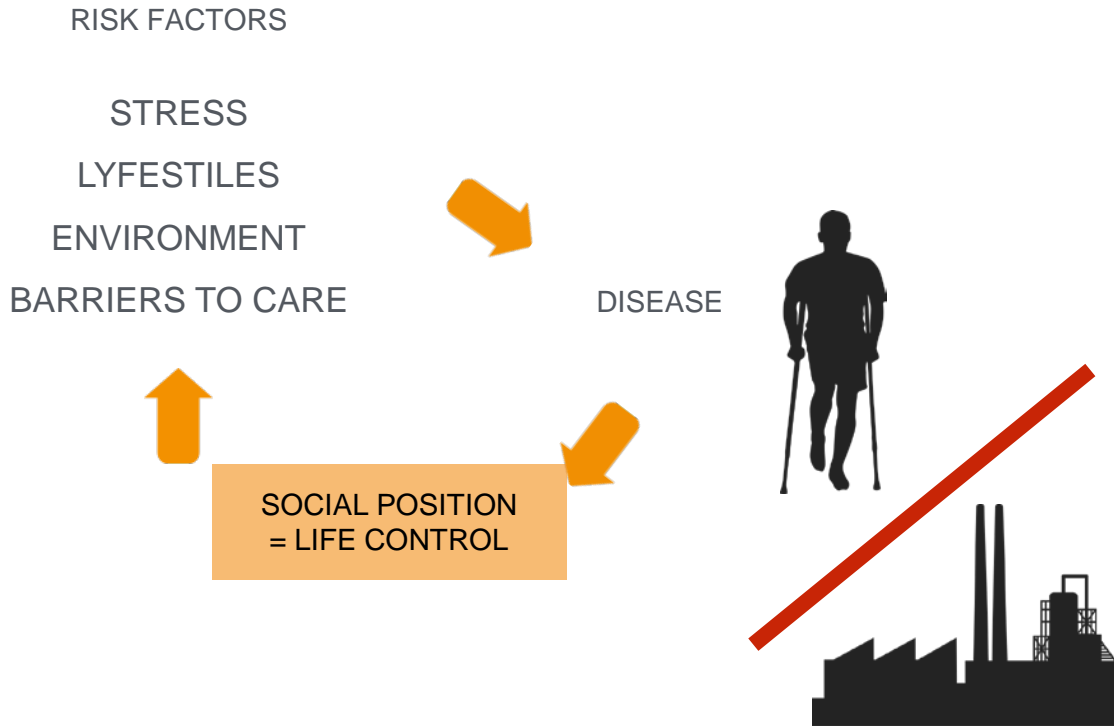 RISK FACTORS
STRESS
LYFESTILES
ENVIRONMENT
BARRIERS TO CARE
DISEASE
SOCIAL POSITION
= LIFE CONTROL